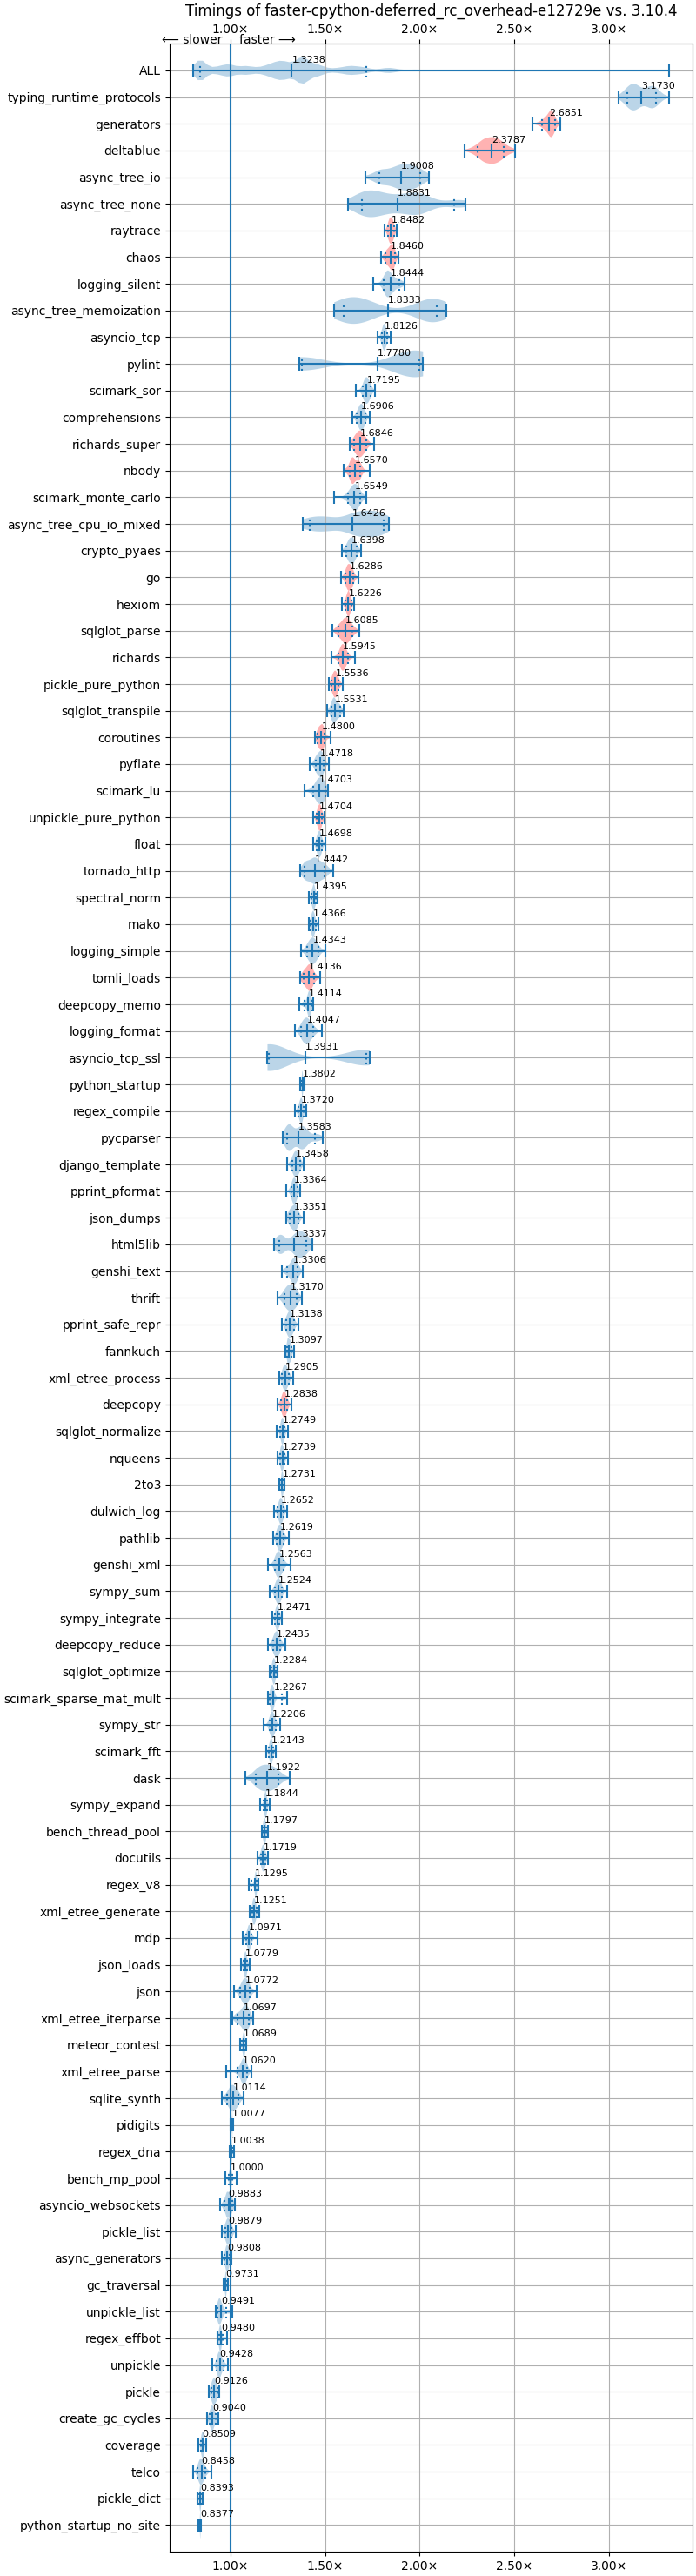 Timings of faster-cpython-deferred_rc_overhead-e12729e vs. 3.10.4
1.00× 1.50× 2.00× 2.50× 3.00×
⟵ slower faster ⟶
ALL 1.3238
typing_runtime_protocols 3.1730
generators 2.6851
deltablue 2.3787
async_tree_io 1.9008
async_tree_none 1.8831
raytrace 1.8482
chaos 1.8460
logging_silent 1.8444
async_tree_memoization 1.8333
asyncio_tcp 1.8126
pylint 1.7780
scimark_sor 1.7195
comprehensions 1.6906
richards_super 1.6846
nbody 1.6570
scimark_monte_carlo 1.6549
async_tree_cpu_io_mixed 1.6426
crypto_pyaes 1.6398
go 1.6286
hexiom 1.6226
sqlglot_parse 1.6085
richards 1.5945
pickle_pure_python 1.5536
sqlglot_transpile 1.5531
coroutines 1.4800
pyflate 1.4718
scimark_lu 1.4703
unpickle_pure_python 1.4704
float 1.4698
tornado_http 1.4442
spectral_norm 1.4395
mako 1.4366
logging_simple 1.4343
tomli_loads 1.4136
deepcopy_memo 1.4114
logging_format 1.4047
asyncio_tcp_ssl 1.3931
python_startup 1.3802
regex_compile 1.3720
pycparser 1.3583
django_template 1.3458
pprint_pformat 1.3364
json_dumps 1.3351
html5lib 1.3337
genshi_text 1.3306
thrift 1.3170
pprint_safe_repr 1.3138
fannkuch 1.3097
xml_etree_process 1.2905
deepcopy 1.2838
sqlglot_normalize 1.2749
nqueens 1.2739
2to3 1.2731
dulwich_log 1.2652
pathlib 1.2619
genshi_xml 1.2563
sympy_sum 1.2524
sympy_integrate 1.2471
deepcopy_reduce 1.2435
sqlglot_optimize 1.2284
scimark_sparse_mat_mult 1.2267
sympy_str 1.2206
scimark_fft 1.2143
dask 1.1922
sympy_expand 1.1844
bench_thread_pool 1.1797
docutils 1.1719
regex_v8 1.1295
xml_etree_generate 1.1251
mdp 1.0971
json_loads 1.0779
json 1.0772
xml_etree_iterparse 1.0697
meteor_contest 1.0689
xml_etree_parse 1.0620
sqlite_synth 1.0114
pidigits 1.0077
regex_dna 1.0038
bench_mp_pool 1.0000
asyncio_websockets 0.9883
pickle_list 0.9879
async_generators 0.9808
gc_traversal 0.9731
unpickle_list 0.9491
regex_effbot 0.9480
unpickle 0.9428
pickle 0.9126
create_gc_cycles 0.9040
coverage 0.8509
telco 0.8458
pickle_dict 0.8393
python_startup_no_site 0.8377
1.00× 1.50× 2.00× 2.50× 3.00×